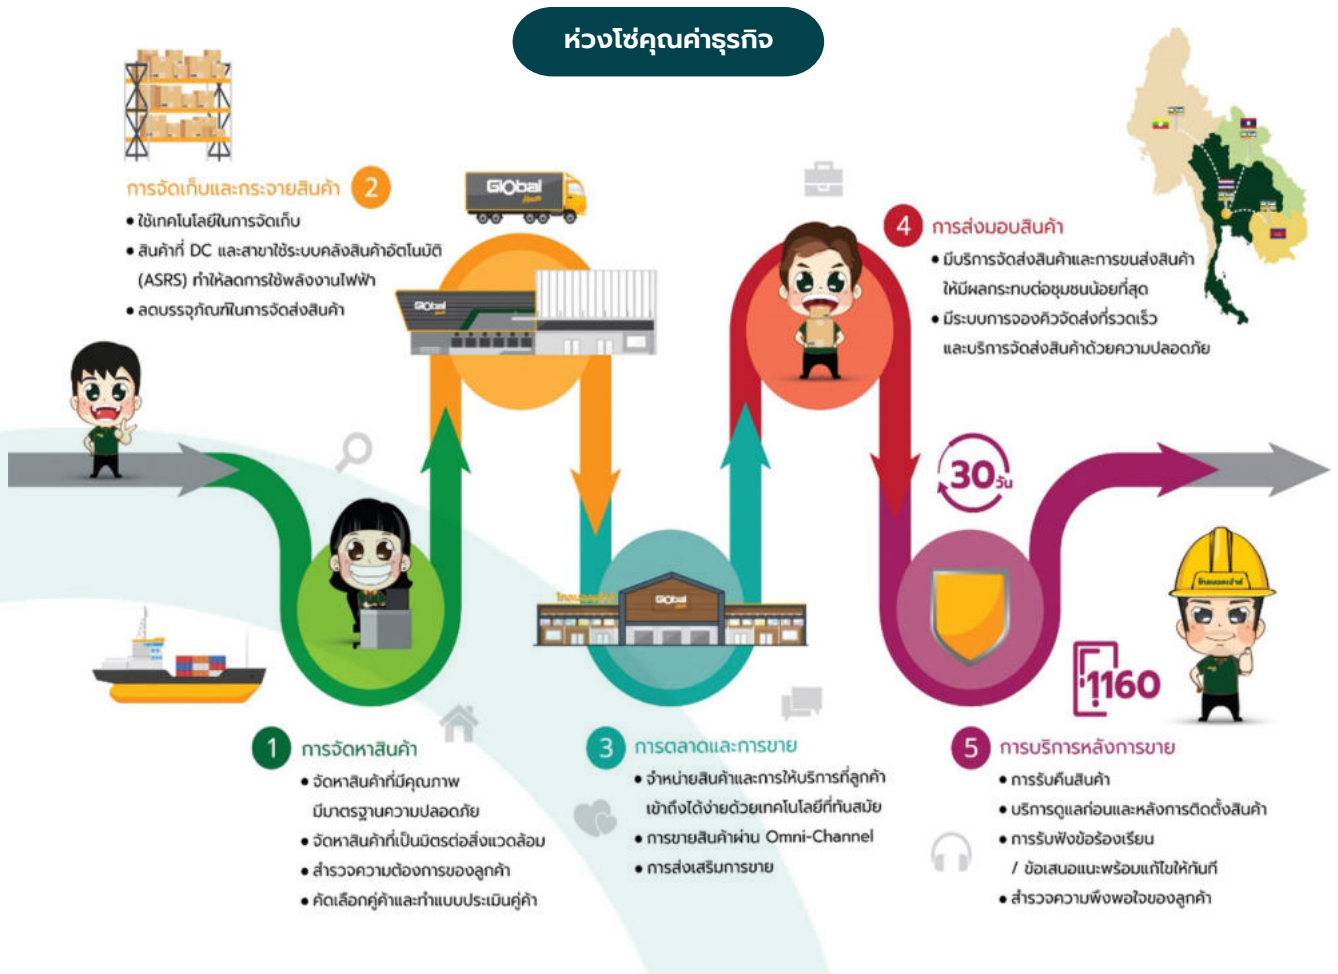 ห่วงโซ่คุณค่าธุรกิจ
การจัดเก็บและกระจายสินค้า 2
• ใช้เทคโนโลยีในการจัดเก็บ
• สินค้าที่ DC และสาขาใช้ระบบคลังสินค้าอัตโนมัติ
(ASRS) ทำให้ลดการใช้พลังงานไฟฟ้า
• ลดบรรจุภัณฑ์ในการจัดส่งสินค้า
Global
House
Global
4 การส่งมอบสินค้า
• มีบริการจัดส่งสินค้าและการขนส่งสินค้า
ให้มีผลกระทบต่อชุมชนน้อยที่สุด
• มีระบบการจองคิวจัดส่งที่รวดเร็ว
และบริการจัดส่งสินค้าด้วยความปลอดภัย
30 วัน
โกลบอลเฮ้าส์
Global
โกลบอลเฮ้าส์
1160
1 การจัดหาสินค้า
• จัดหาสินค้าที่มีคุณภาพ
มีมาตรฐานความปลอดภัย
• จัดหาสินค้าที่เป็นมิตรต่อสิ่งแวดล้อม
• สำรวจความต้องการของลูกค้า
• คัดเลือกคู่ค้าและทำแบบประเมินคู่ค้า
3 การตลาดและการขาย
• จำหน่ายสินค้าและการให้บริการที่ลูกค้า
เข้าถึงได้ง่ายด้วยเทคโนโลยีที่ทันสมัย
• การขายสินค้าผ่าน Omni-Channel
• การส่งเสริมการขาย
5 การบริการหลังการขาย
• การรับคืนสินค้า
• บริการดูแลก่อนและหลังการติดตั้งสินค้า
• การรับฟังข้อร้องเรียน
/ ข้อเสนอแนะพร้อมแก้ไขให้ทันที
• สำรวจความพึงพอใจของลูกค้า